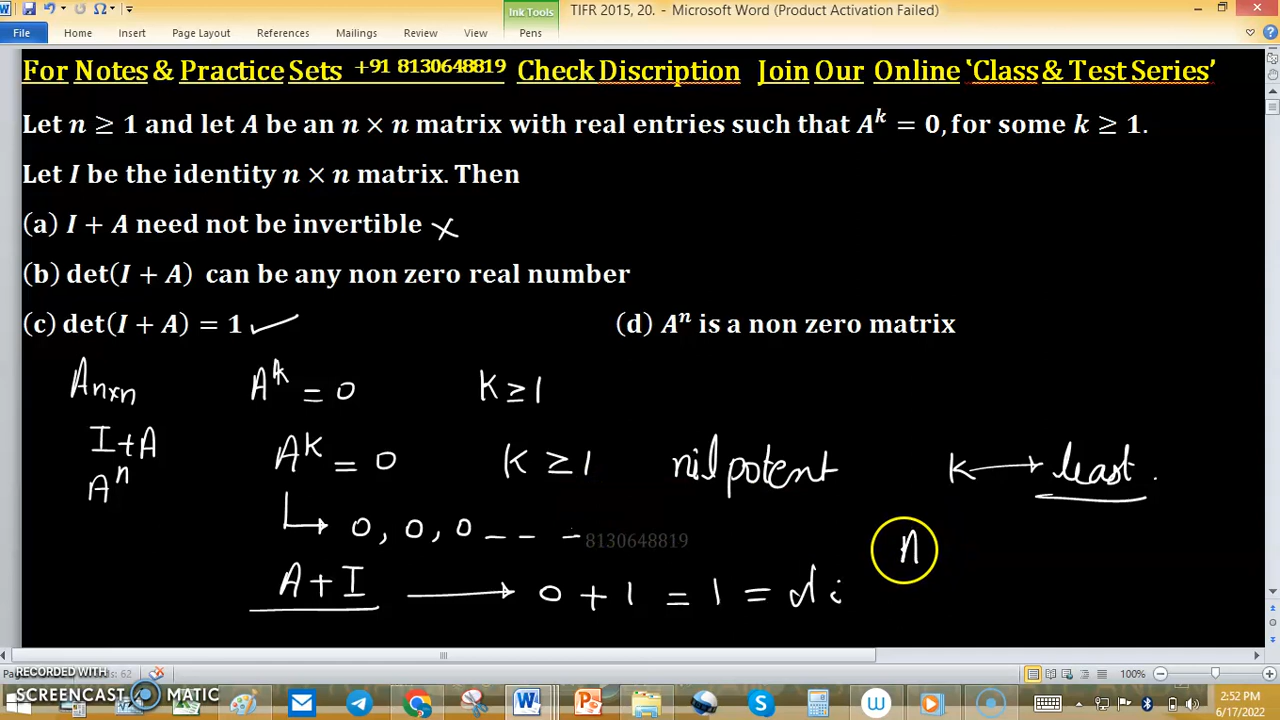 TIFR 2015, 20. - Microsoft Word (Product Activation Failed)
Ink Tools
File Home Insert Page Layout References Mailings Review View Pens
For Notes & Practice Sets +91 8130648819 Check Discription Join Our Online 'Class & Test Series'
Let n ≥ 1 and let A be an n × n matrix with real entries such that A^k = 0, for some k ≥ 1.
Let I be the identity n × n matrix. Then
(a) I + A need not be invertible ×
(b) det(I + A) can be any non zero real number
(c) det(I + A) = 1 ✓ (d) A^n is a non zero matrix
A_{n×n} A^k = 0 K ≥ 1
I+A
A^K = 0 K ≥ 1 nilpotent K → least.
A^n
↳ 0, 0, 0 _ _ _
8130648819
n
A + I → 0 + 1 = 1 = di
RECORDED WITH
SCREENCAST MATIC
62
100%
2:52 PM
6/17/2022